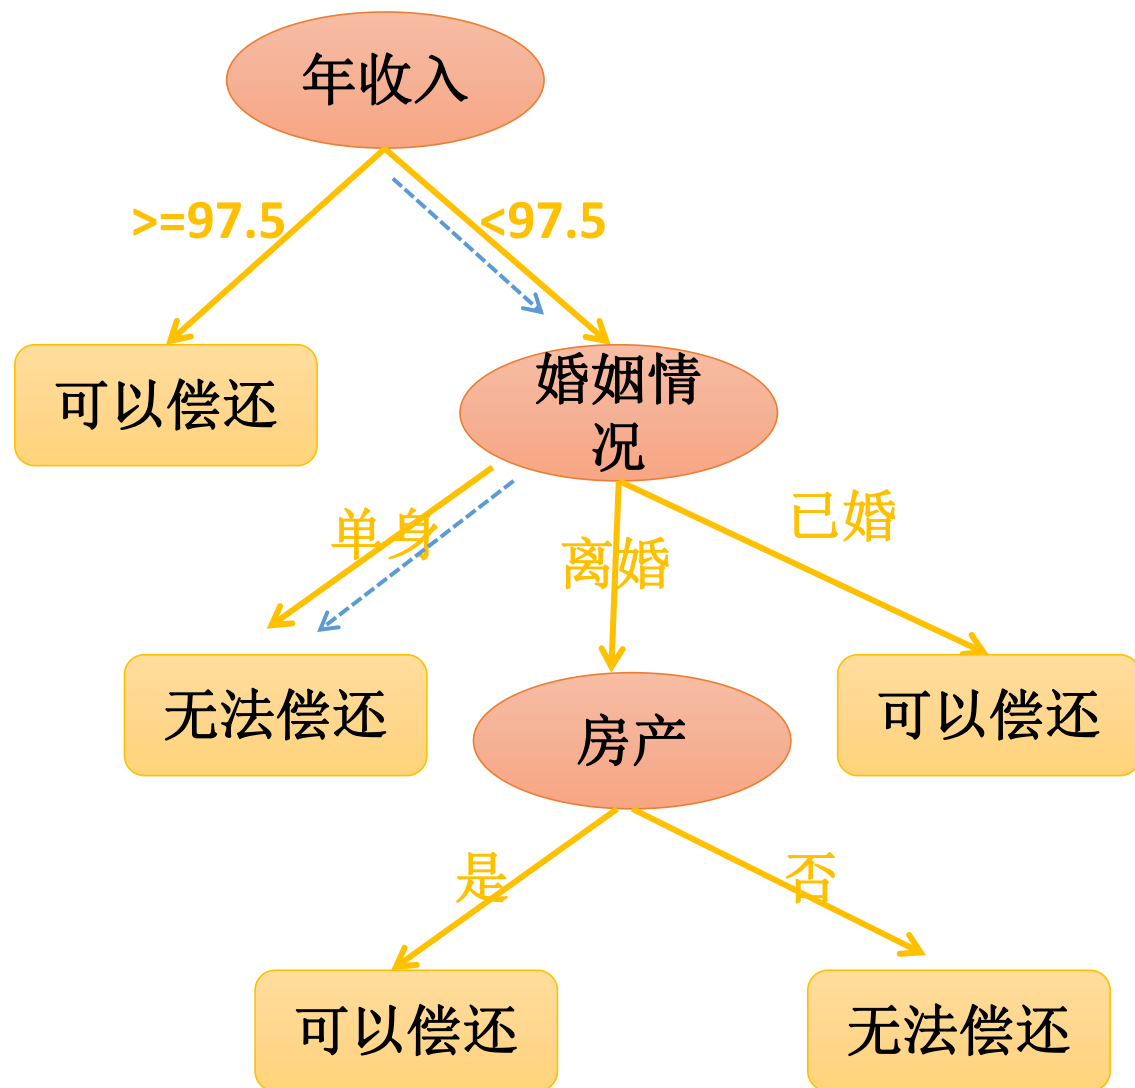 年收入
>=97.5
<97.5
可以偿还
婚姻情
况
单身
离婚
已婚
无法偿还
房产
可以偿还
是
否
可以偿还
无法偿还